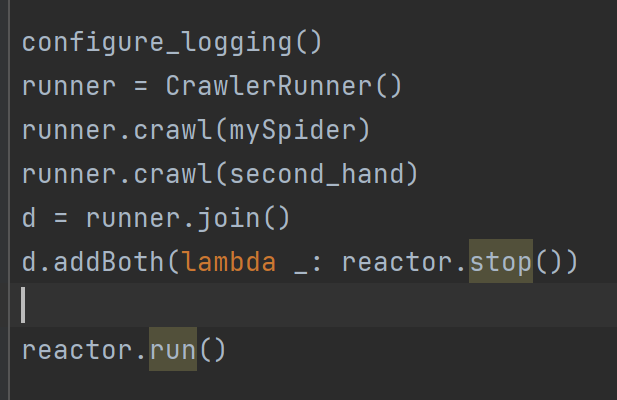 configure_logging()
runner = CrawlerRunner()
runner.crawl(mySpider)
runner.crawl(second_hand)
d = runner.join()
d.addBoth(lambda _: reactor.stop())
reactor.run()